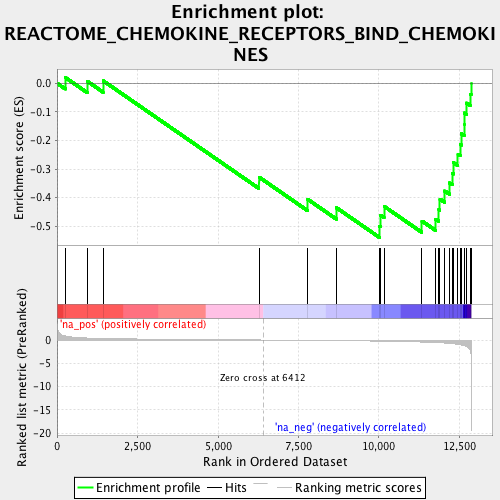 Enrichment plot:
REACTOME_CHEMOKINE_RECEPTORS_BIND_CHEMOKI
NES
Enrichment score (ES)
0.0
-0.1
-0.2
-0.3
-0.4
-0.5
'na_pos' (positively correlated)
Ranked list metric (PreRanked)
0
-5
-10
-15
-20
Zero cross at 6412
'na_neg' (negatively correlated)
0
2,500
5,000
7,500
10,000
12,500
Rank in Ordered Dataset
Enrichment profile
Hits
Ranking metric scores